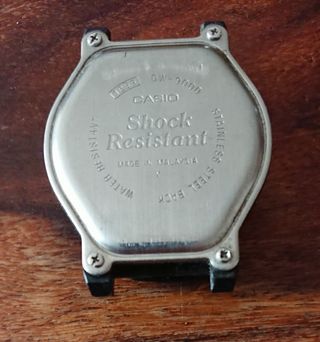 CASIO
Shock
Resistant
MADE IN MALAYSIA
STAINLESS STEEL BACK
WATER RESIST